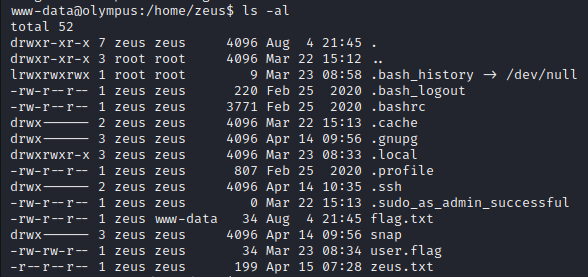 www-data@olympus:/home/zeus$ ls -al
total 52
drwxr-xr-x 7 zeus zeus     4096 Aug  4 21:45 .
drwxr-xr-x 3 root root     4096 Mar 22 15:12 ..
lrwxrwxrwx 1 root root        9 Mar 23 08:58 .bash_history → /dev/null
-rw-r--r-- 1 zeus zeus      220 Feb 25  2020 .bash_logout
-rw-r--r-- 1 zeus zeus     3771 Feb 25  2020 .bashrc
drwx------ 2 zeus zeus     4096 Mar 22 15:13 .cache
drwx------ 3 zeus zeus     4096 Apr 14 09:56 .gnupg
drwxrwxr-x 3 zeus zeus     4096 Mar 23 08:33 .local
-rw-r--r-- 1 zeus zeus      807 Feb 25  2020 .profile
drwx------ 2 zeus zeus     4096 Apr 14 10:35 .ssh
-rw-r--r-- 1 zeus zeus        0 Mar 22 15:13 .sudo_as_admin_successful
-rw-r--r-- 1 zeus www-data   34 Aug  4 21:45 flag.txt
drwx------ 3 zeus zeus     4096 Apr 14 09:56 snap
-rw-rw-r-- 1 zeus zeus       34 Mar 23 08:34 user.flag
-r--r--r-- 1 zeus zeus      199 Apr 15 07:28 zeus.txt